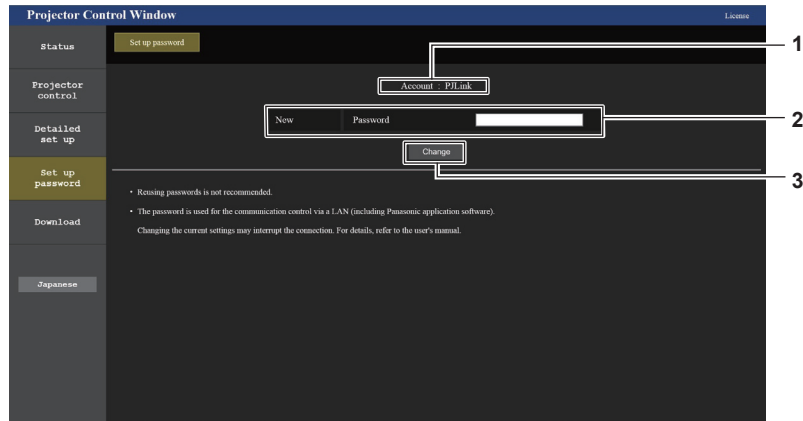 Projector Control Window
License
Status
Set up password
1
Projector
control
Account : PJLink
New Password
2
Detailed
set up
Change
3
Set up
password
• Reusing passwords is not recommended.
• The password is used for the communication control via a LAN (including Panasonic application software).
Changing the current settings may interrupt the connection. For details, refer to the user's manual.
Download
Japanese